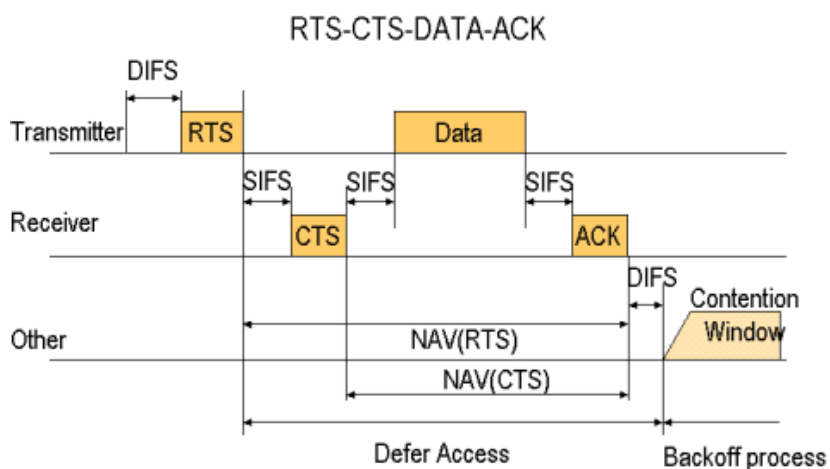 RTS-CTS-DATA-ACK
DIFS
Transmitter
RTS
Data
SIFS
SIFS
SIFS
Receiver
CTS
ACK
DIFS
Contention
Window
Other
NAV(RTS)
NAV(CTS)
Defer Access
Backoff process